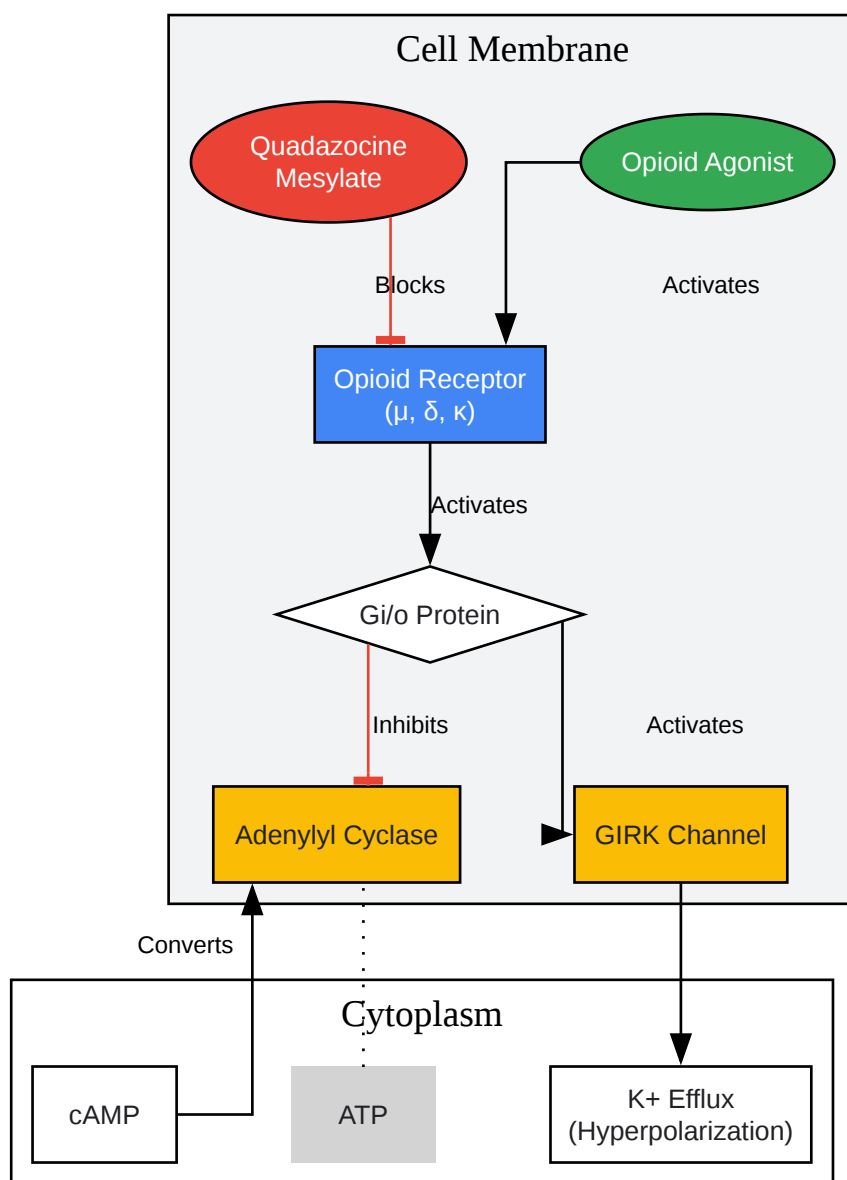 Cell Membrane
Quadazocine
Mesylate
Opioid Agonist
Blocks
Activates
Opioid Receptor
(μ, δ, κ)
Activates
Gi/o Protein
Inhibits
Activates
Adenylyl Cyclase
GIRK Channel
Converts
Cytoplasm
cAMP
ATP
K+ Efflux
(Hyperpolarization)